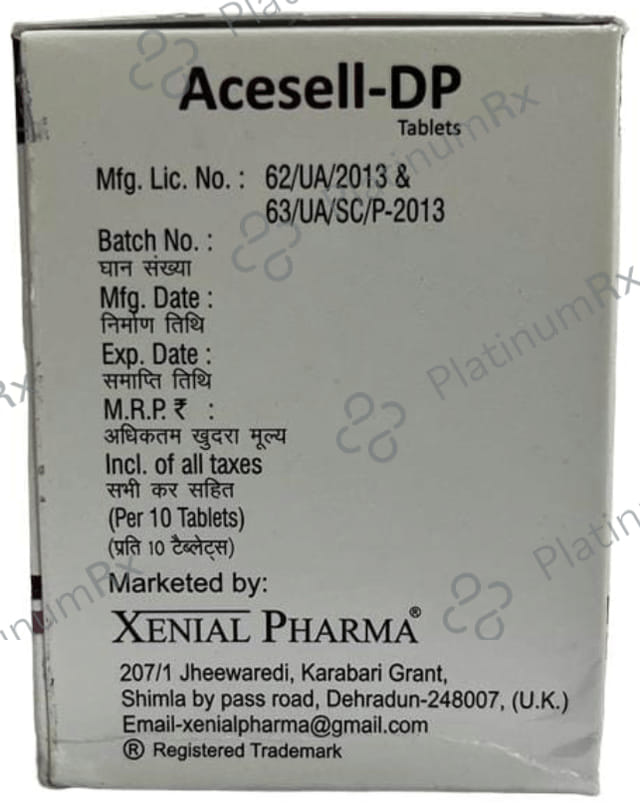 Acesell-DP
Tablets
Mfg. Lic. No. : 62/UA/2013 &
63/UA/SC/P-2013
Batch No. :
घान संख्या
Mfg. Date :
निर्माण तिथि
Exp. Date :
समाप्ति तिथि
M.R.P. ₹ :
अधिकतम खुदरा मूल्य
Incl. of all taxes
सभी कर सहित
(Per 10 Tablets)
(प्रति 10 टैब्लेट्स)
Marketed by:
XENIAL PHARMA®
207/1 Jheewaredi, Karabari Grant,
Shimla by pass road, Dehradun-248007, (U.K.)
Email-xenialpharma@gmail.com
® Registered Trademark
PlatinumRx
PlatinumRx